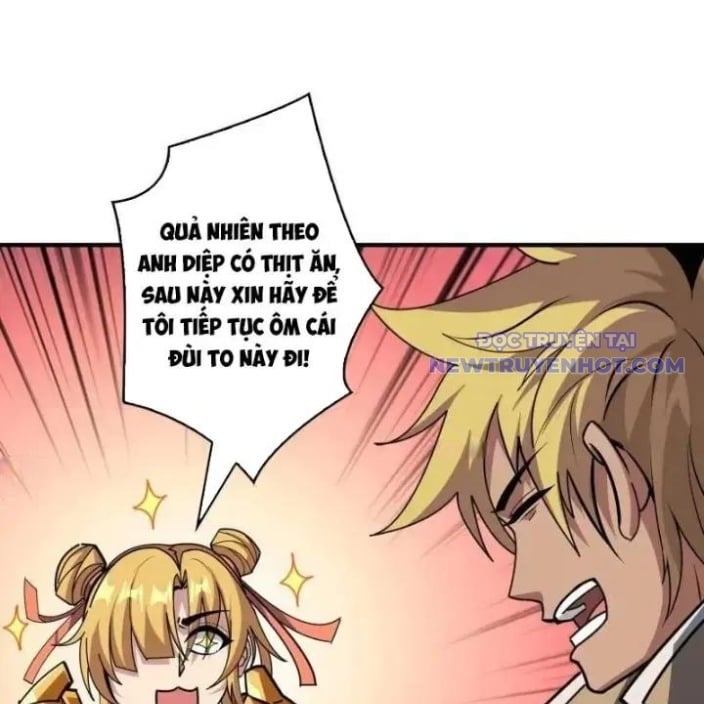 QUẢ NHIÊN THEO
ANH DIỆP CÓ THỊT ĂN,
SAU NÀY XIN HÃY ĐỂ
TÔI TIẾP TỤC ÔM CÁI
ĐÙI TO NÀY ĐI!
ĐỌC TRUYỆN TẠI
NEWTRUYENHOT.COM